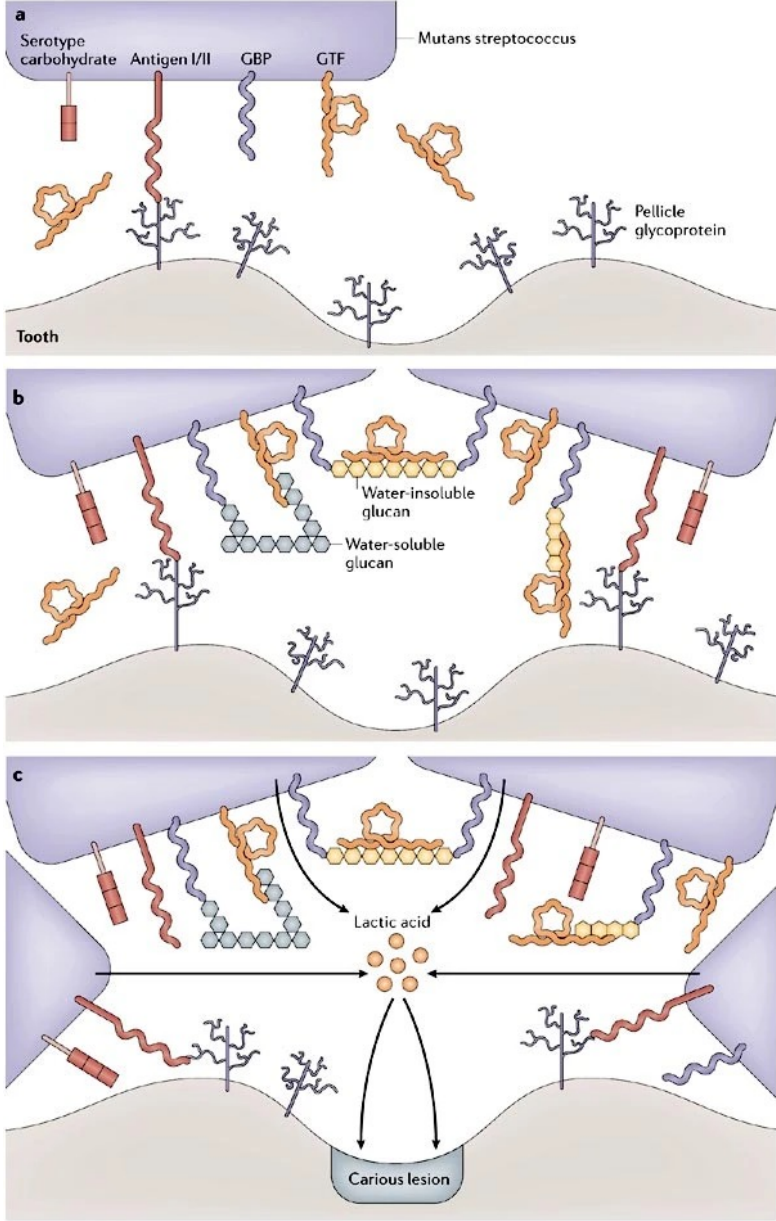 a
Serotype
carbohydrate
Antigen I/II
GBP
GTF
Mutans streptococcus
Pellicle
glycoprotein
Tooth
b
Water-insoluble
glucan
Water-soluble
glucan
c
Lactic acid
Carious lesion